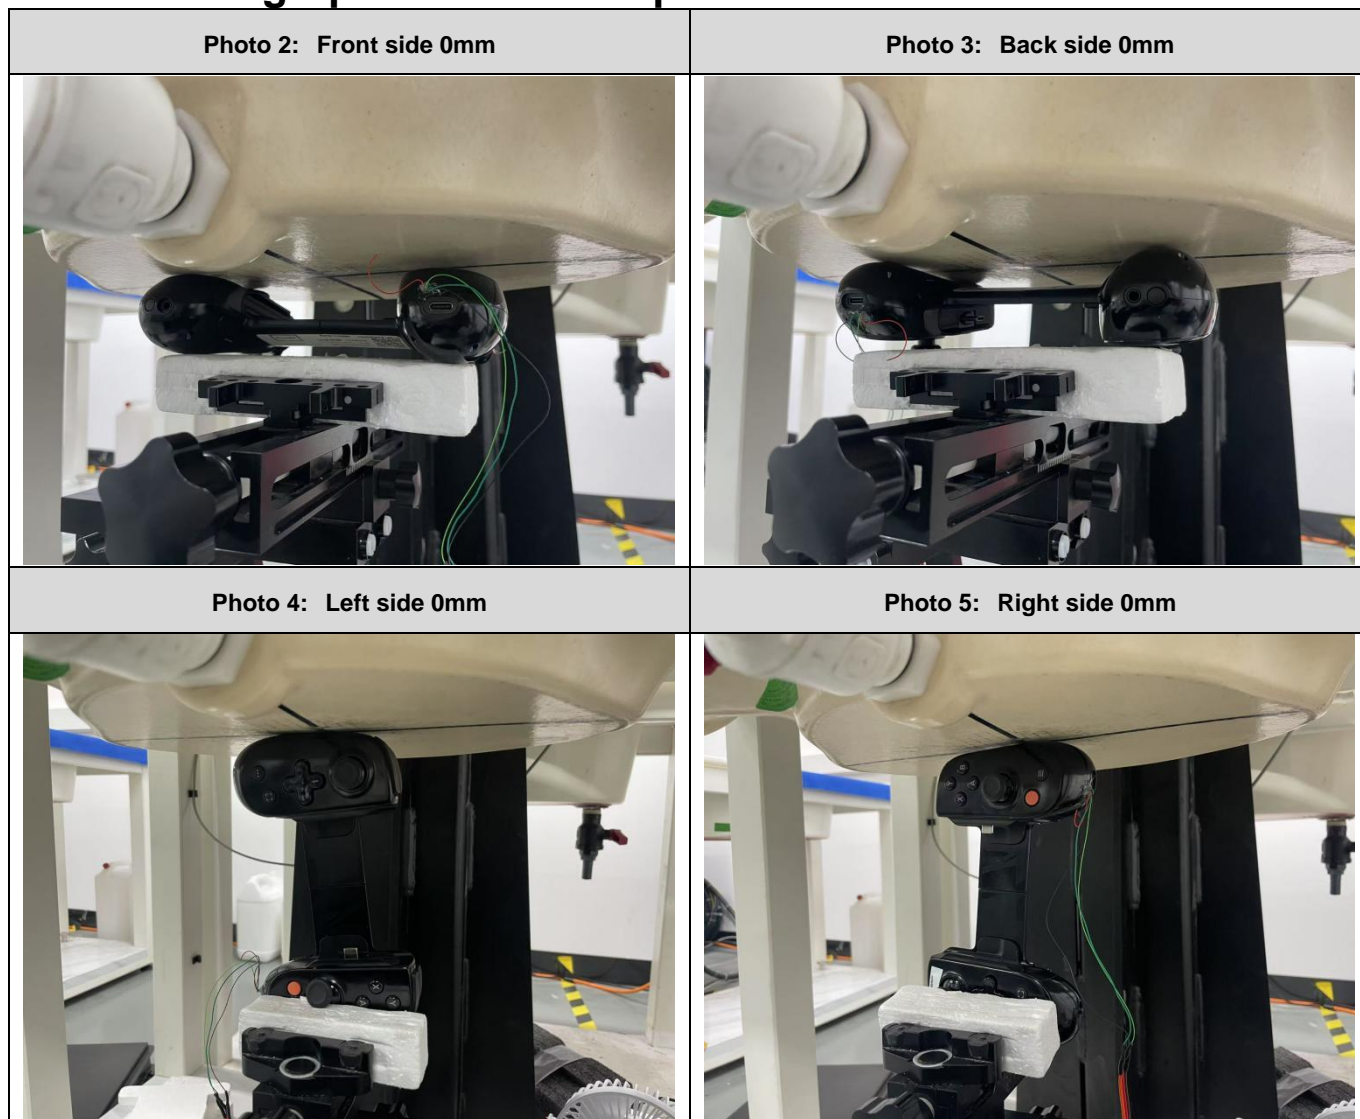 Photo 2: Front side 0mm
Photo 3: Back side 0mm
Photo 4: Left side 0mm
Photo 5: Right side 0mm